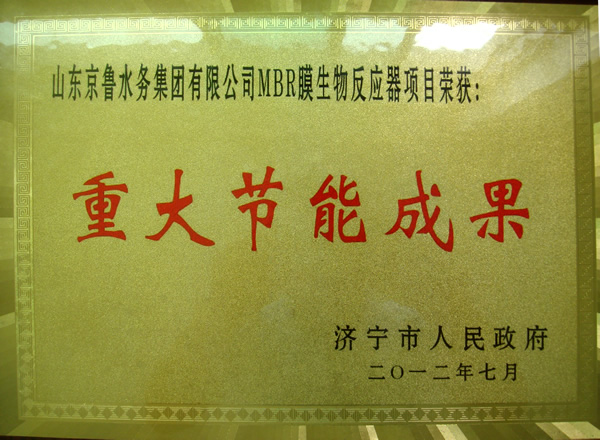 山东京鲁水务集团有限公司MBR膜生物反应器项目荣获:
重大节能成果
济宁市人民政府
二〇一二年七月